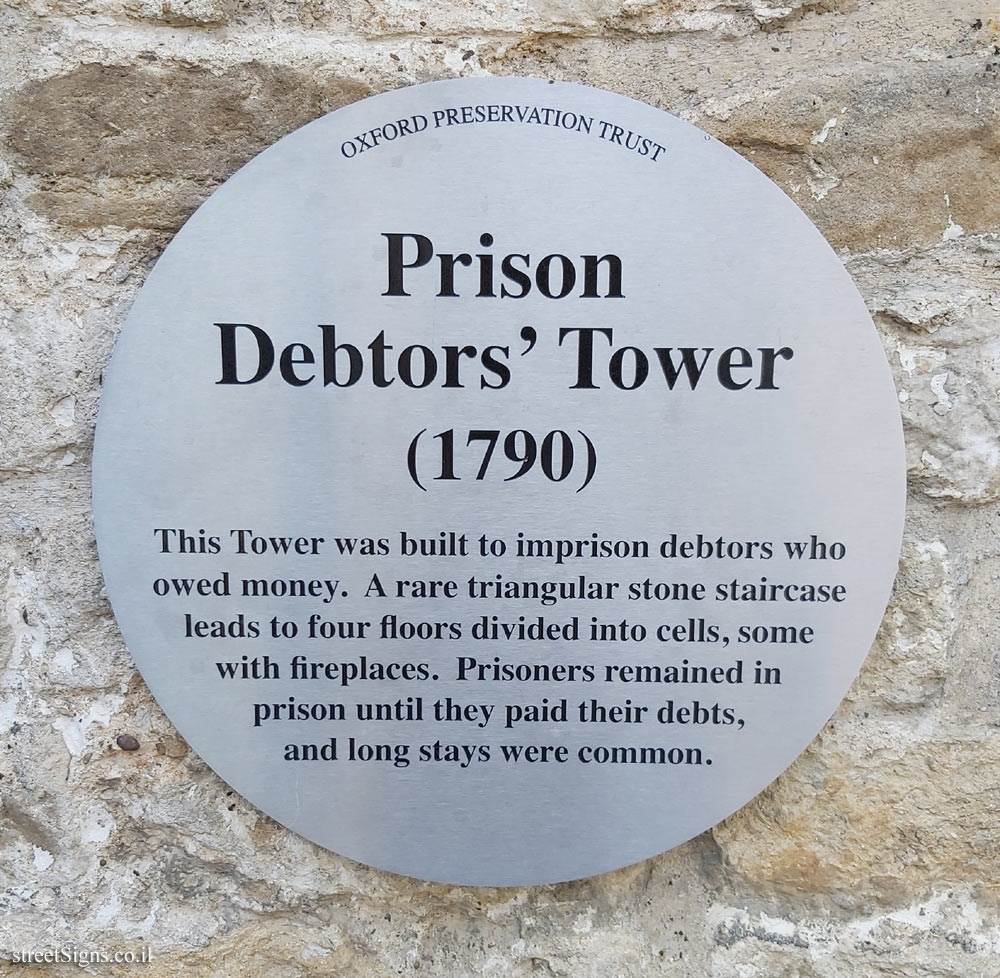 OXFORD PRESERVATION TRUST
Prison
Debtors’ Tower
(1790)
This Tower was built to imprison debtors who
owed money. A rare triangular stone staircase
leads to four floors divided into cells, some
with fireplaces. Prisoners remained in
prison until they paid their debts,
and long stays were common.
streetSigns.co.il